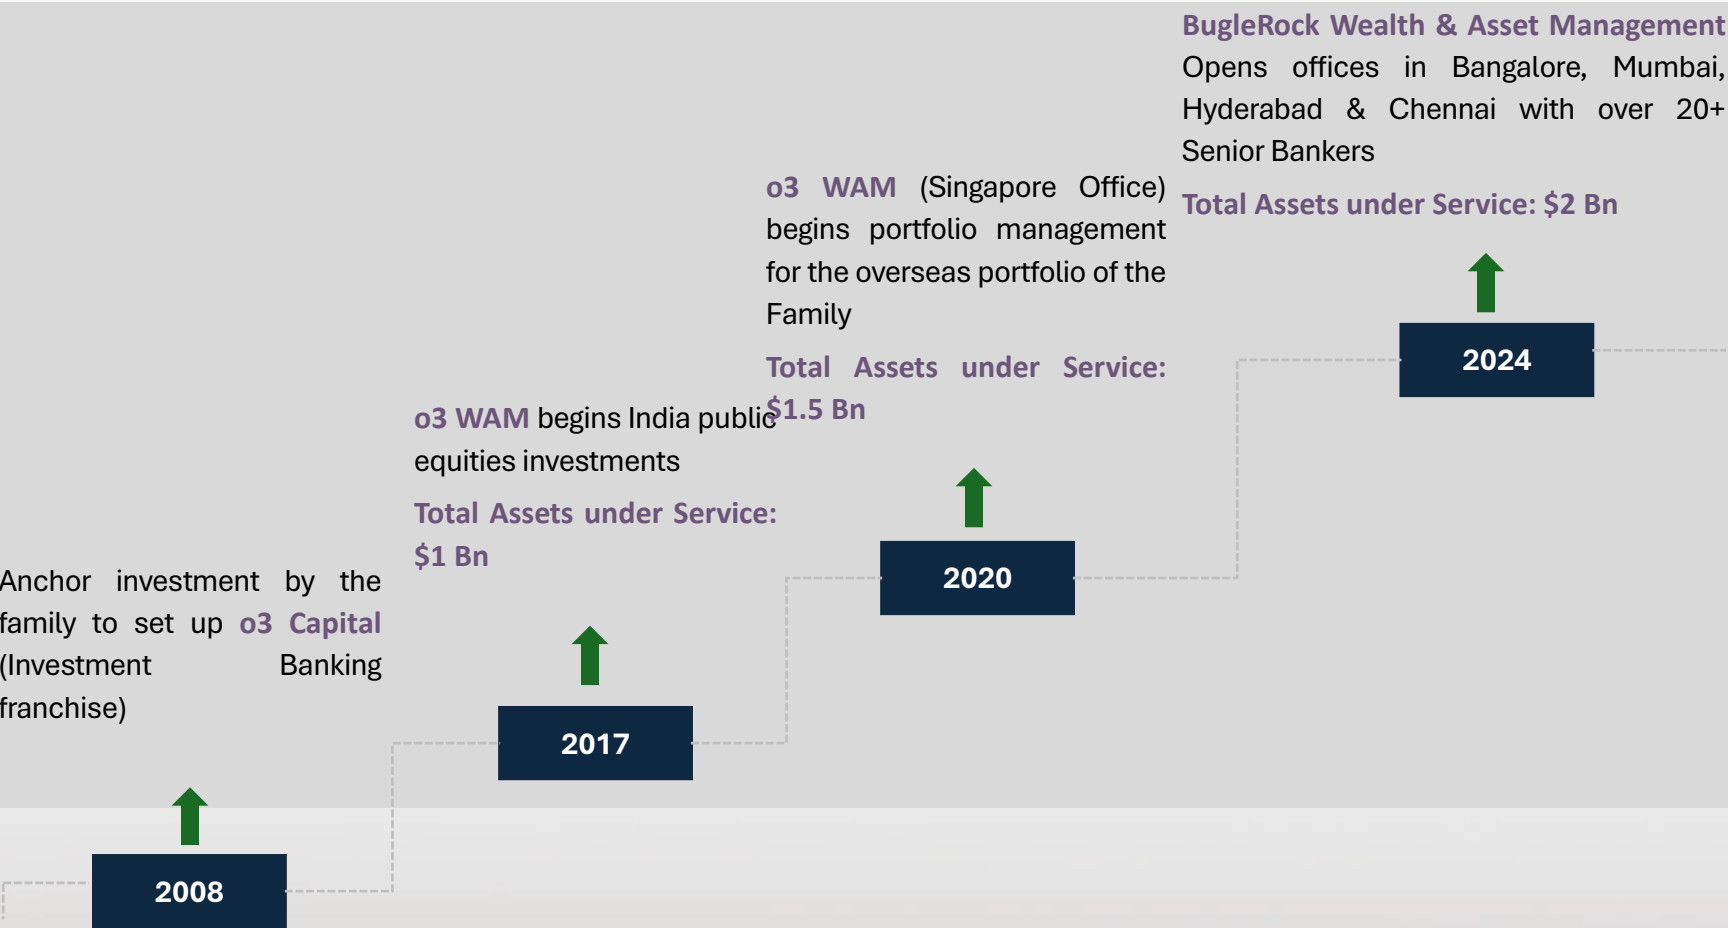 BugleRock Wealth & Asset Management
Opens offices in Bangalore, Mumbai,
Hyderabad & Chennai with over 20+
Senior Bankers
Total Assets under Service: $2 Bn
2024
o3 WAM (Singapore Office)
begins portfolio management
for the overseas portfolio of the
Family
Total Assets under Service:
$1.5 Bn
2020
o3 WAM begins India public
equities investments
Total Assets under Service:
$1 Bn
2017
Anchor investment by the
family to set up o3 Capital
(Investment Banking
franchise)
2008